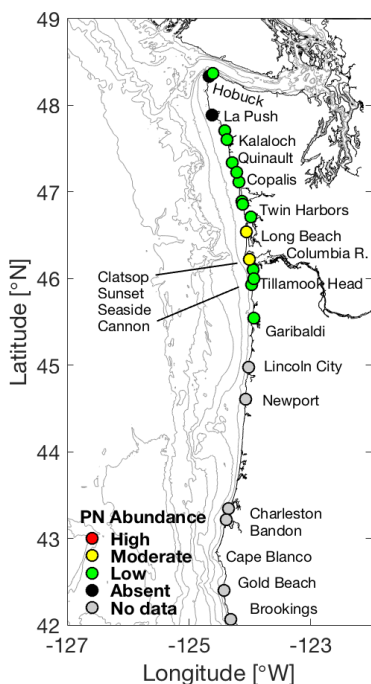 49
48
47
46
45
44
43
42
Latitude [°N]
Hobuck
La Push
Kalaloch
Quinault
Copalis
Twin Harbors
Long Beach
Columbia R.
Clatsop
Sunset
Seaside
Cannon
Tillamook Head
Garibaldi
Lincoln City
Newport
Charleston
Bandon
Cape Blanco
Gold Beach
Brookings
PN Abundance
High
Moderate
Low
Absent
No data
-127
-125
-123
Longitude [°W]